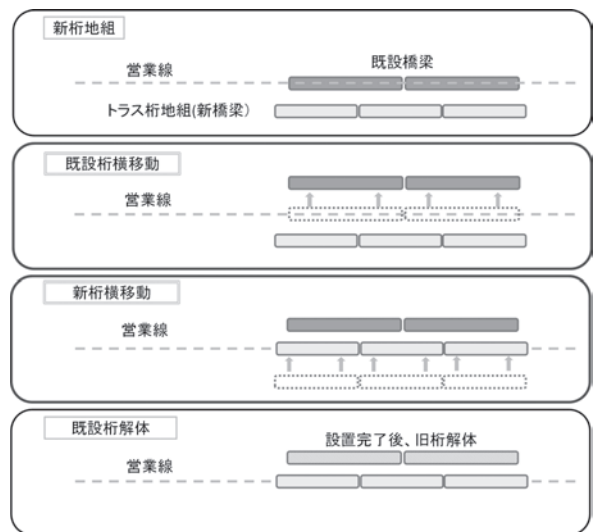 新桁地組
既設橋梁
営業線
トラス桁地組(新橋梁)
既設桁横移動
営業線
新桁横移動
営業線
既設桁解体
設置完了後、旧桁解体
営業線